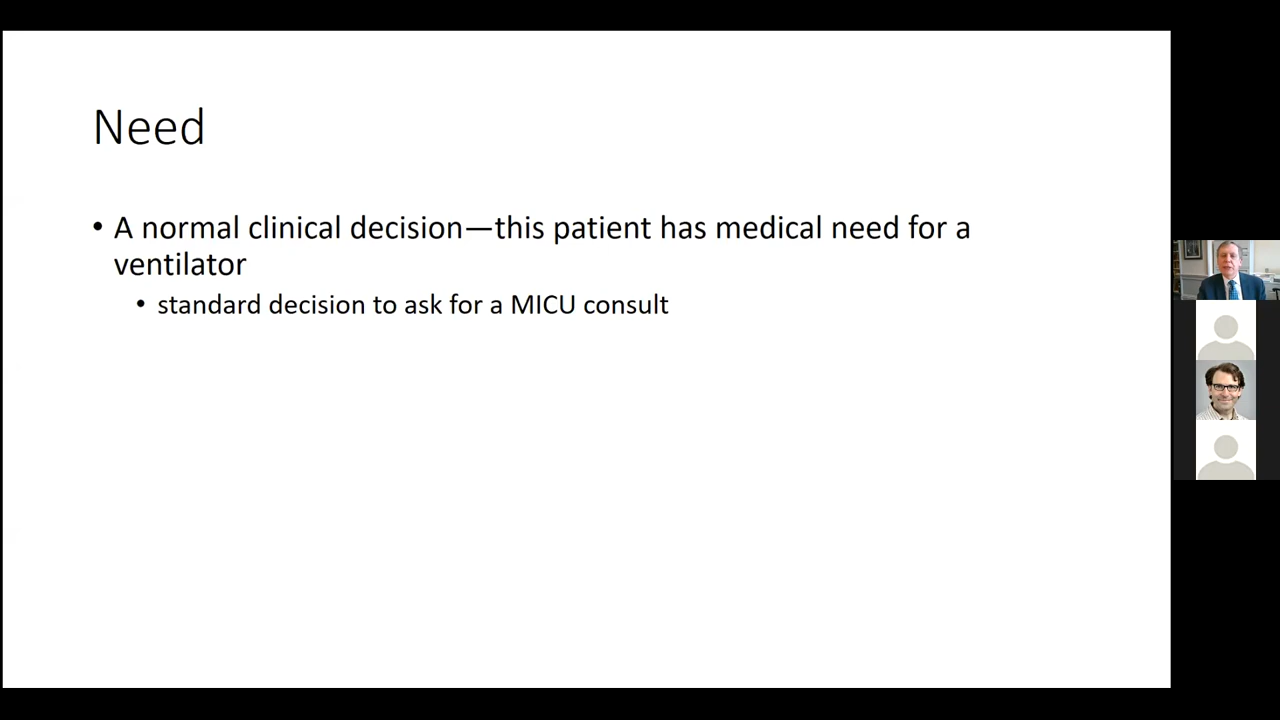 Need
• A normal clinical decision—this patient has medical need for a
ventilator
• standard decision to ask for a MICU consult